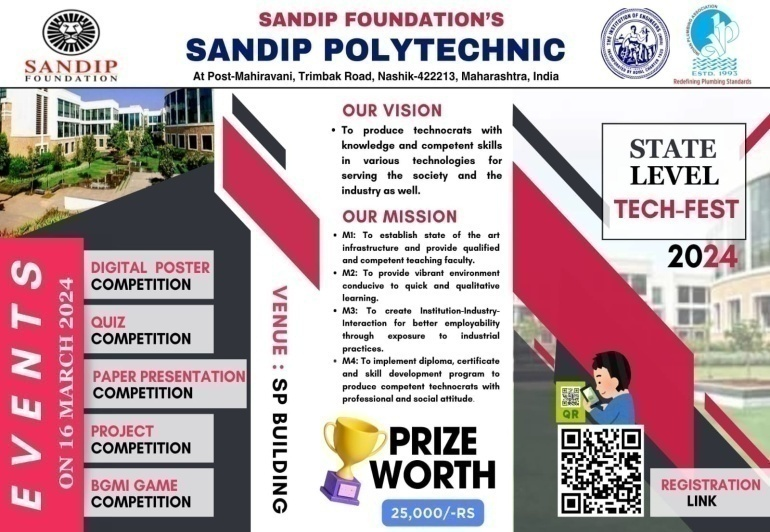 SANDIP
FOUNDATION
SANDIP FOUNDATION'S
SANDIP POLYTECHNIC
At Post-Mahiravani, Trimbak Road, Nashik-422213, Maharashtra, India
THE INSTITUTION OF ENGINEERS
ESTD. 1993
Redefining Plumbing Standards
EVENTS
ON 16 MARCH 2024
DIGITAL POSTER
COMPETITION
QUIZ
COMPETITION
PAPER PRESENTATION
COMPETITION
PROJECT
COMPETITION
BGMI GAME
COMPETITION
VENUE : SP BUILDING
OUR VISION
• To produce technocrats with
knowledge and competent skills
in various technologies for
serving the society and the
industry as well.
OUR MISSION
• M1: To establish state of the art
infrastructure and provide qualified
and competent teaching faculty.
• M2: To provide vibrant environment
conducive to quick and qualitative
learning.
• M3: To create Institution-Industry-
Interaction for better employability
through exposure to industrial
practices.
• M4: To implement diploma, certificate
and skill development program to
produce competent technocrats with
professional and social attitude.
PRIZE
WORTH
25,000/-RS
STATE
LEVEL
TECH-FEST
2024
QR
REGISTRATION
LINK